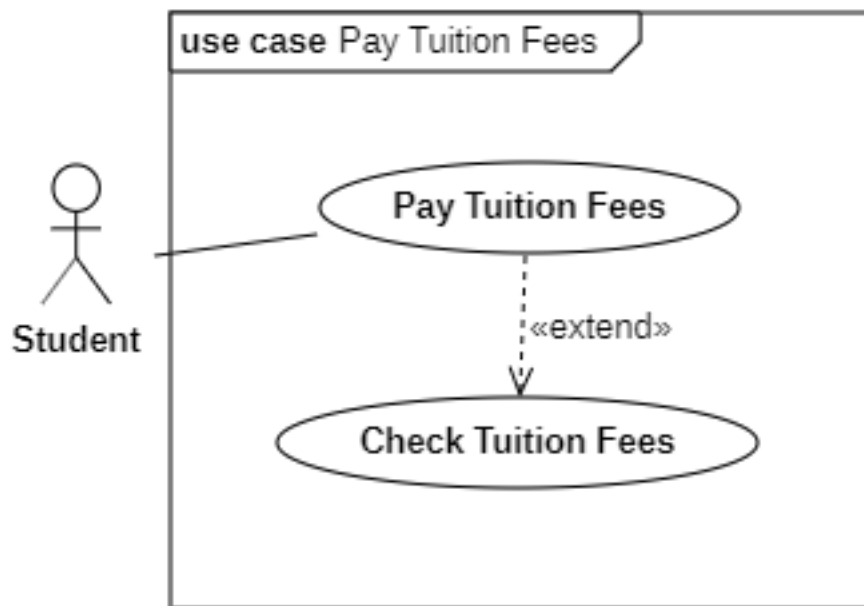 use case Pay Tuition Fees
Pay Tuition Fees
«extend»
Student
Check Tuition Fees